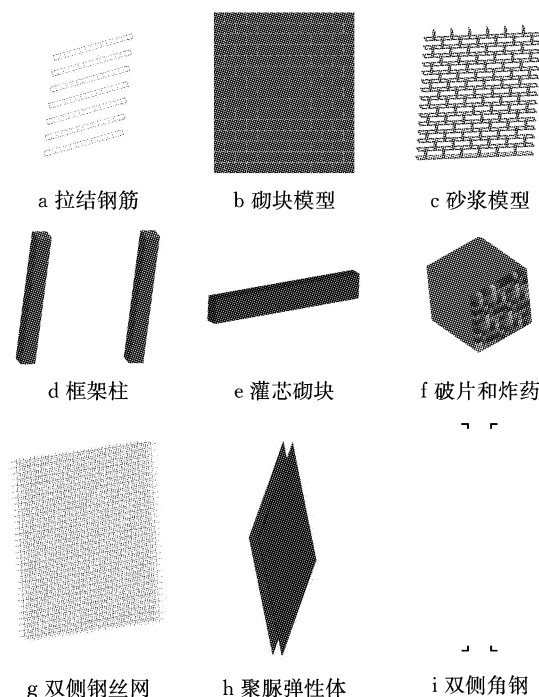 a 拉结钢筋
b 砌块模型
c 砂浆模型
d 框架柱
e 灌芯砌块
f 破片和炸药
g 双侧钢丝网
h 聚脲弹性体
i 双侧角钢